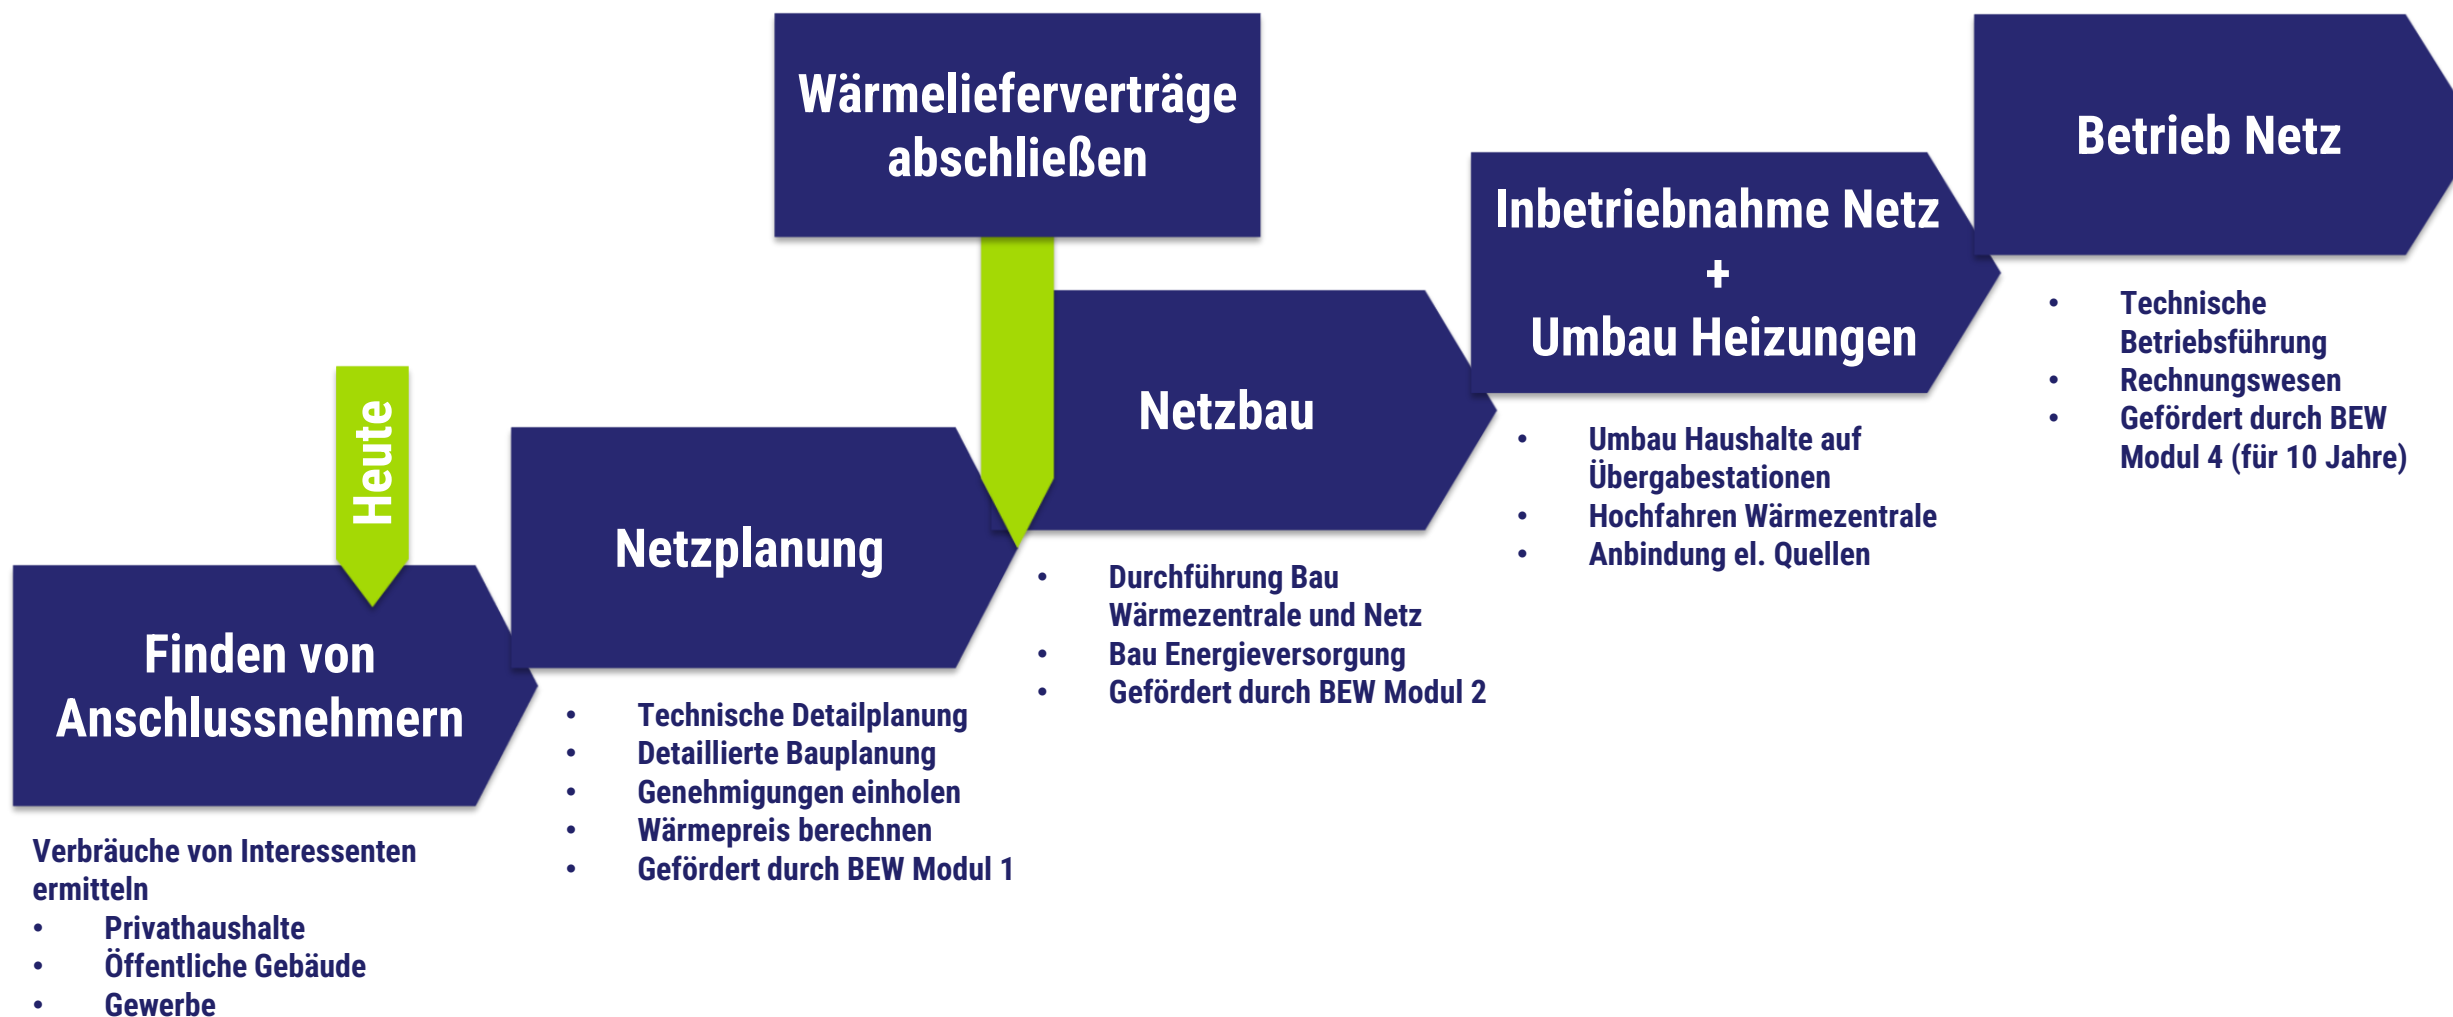 Heute
Finden von
Anschlussnehmern
Verbräuche von Interessenten
ermitteln
• Privathaushalte
• Öffentliche Gebäude
• Gewerbe
Netzplanung
• Technische Detailplanung
• Detaillierte Bauplanung
• Genehmigungen einholen
• Wärmepreis berechnen
• Gefördert durch BEW Modul 1
Wärmelieferverträge
abschließen
Netzbau
• Durchführung Bau
Wärmezentrale und Netz
• Bau Energieversorgung
• Gefördert durch BEW Modul 2
Inbetriebnahme Netz
+
Umbau Heizungen
• Umbau Haushalte auf
Übergabestationen
• Hochfahren Wärmezentrale
• Anbindung el. Quellen
Betrieb Netz
• Technische
Betriebsführung
• Rechnungswesen
• Gefördert durch BEW
Modul 4 (für 10 Jahre)